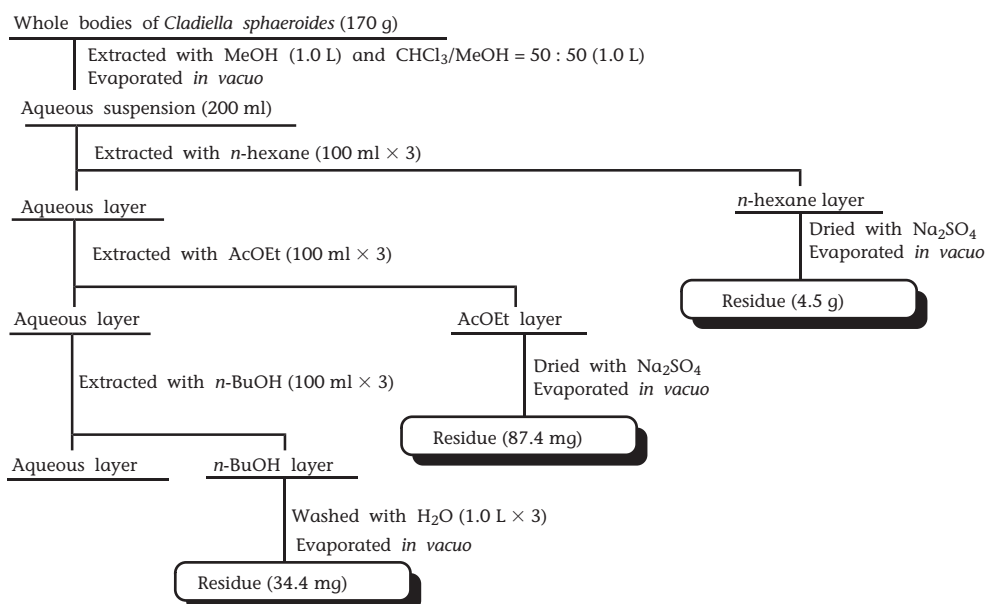 Whole bodies of Cladiella sphaeroides (170 g)
Extracted with MeOH (1.0 L) and CHCl₃/MeOH = 50 : 50 (1.0 L)
Evaporated in vacuo
Aqueous suspension (200 ml)
Extracted with n-hexane (100 ml × 3)
Aqueous layer
n-hexane layer
Dried with Na₂SO₄
Evaporated in vacuo
Residue (4.5 g)
Extracted with AcOEt (100 ml × 3)
Aqueous layer
AcOEt layer
Dried with Na₂SO₄
Evaporated in vacuo
Residue (87.4 mg)
Extracted with n-BuOH (100 ml × 3)
Aqueous layer
n-BuOH layer
Washed with H₂O (1.0 L × 3)
Evaporated in vacuo
Residue (34.4 mg)